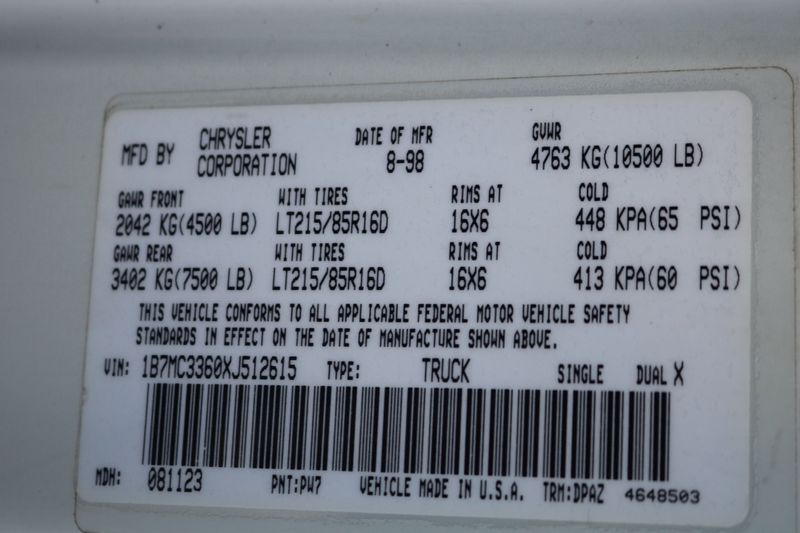 MFD BY CHRYSLER CORPORATION DATE OF MFR 8-98 GVWR 4763 KG(10500 LB)
GAWR FRONT WITH TIRES RIMS AT COLD
2042 KG(4500 LB) LT215/85R16D 16X6 448 KPA(65 PSI)
GAWR REAR WITH TIRES RIMS AT COLD
3402 KG(7500 LB) LT215/85R16D 16X6 413 KPA(60 PSI)
THIS VEHICLE CONFORMS TO ALL APPLICABLE FEDERAL MOTOR VEHICLE SAFETY
STANDARDS IN EFFECT ON THE DATE OF MANUFACTURE SHOWN ABOVE.
VIN: 1B7MC3360XJ512615 TYPE: TRUCK SINGLE DUAL X
MDH: 081123 PNT:PW7 VEHICLE MADE IN U.S.A. TRM:DPAZ 4648503